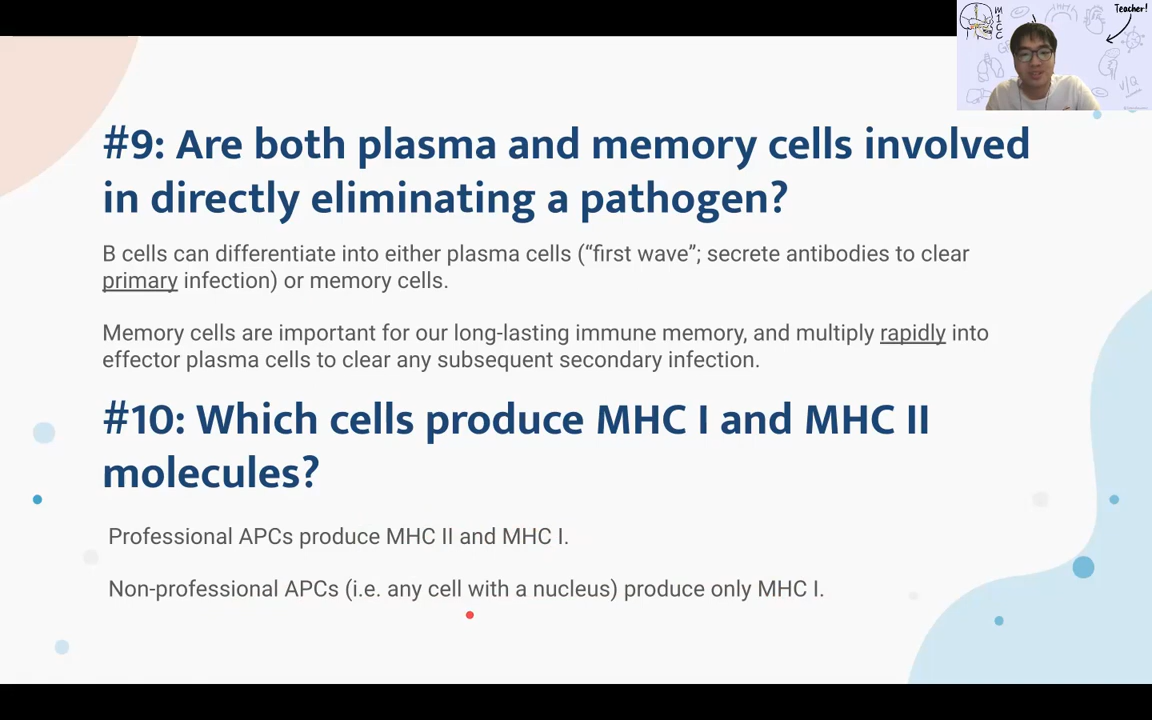 Teacher!
M
I
C
C
V/Q
#9: Are both plasma and memory cells involved
in directly eliminating a pathogen?
B cells can differentiate into either plasma cells (“first wave”; secrete antibodies to clear
primary infection) or memory cells.
Memory cells are important for our long-lasting immune memory, and multiply rapidly into
effector plasma cells to clear any subsequent secondary infection.
#10: Which cells produce MHC I and MHC II
molecules?
Professional APCs produce MHC II and MHC I.
Non-professional APCs (i.e. any cell with a nucleus) produce only MHC I.